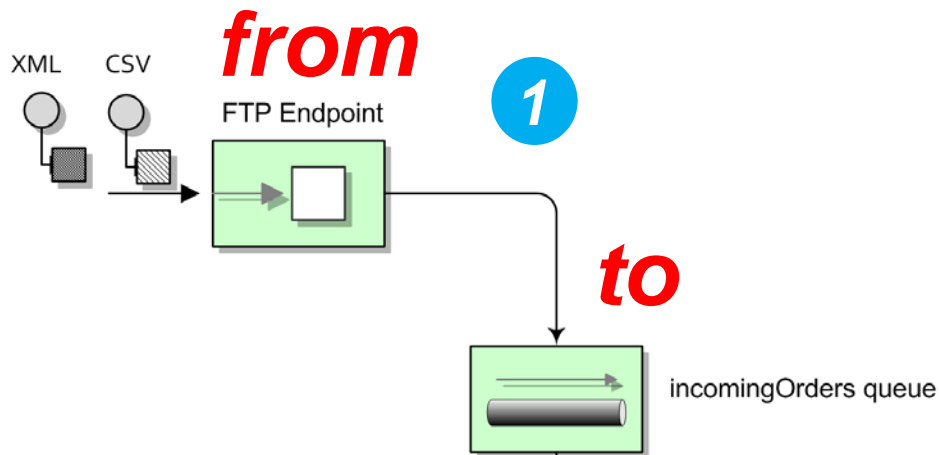 from
XML
CSV
1
FTP Endpoint
to
incomingOrders queue